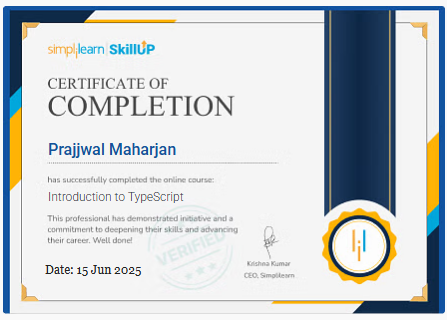 simplilearn | SkillUP
CERTIFICATE OF
COMPLETION
Prajjwal Maharjan
has successfully completed the online course:
Introduction to TypeScript
This professional has demonstrated initiative and a
commitment to deepening their skills and advancing
their career. Well done!
VERIFIED
Krishna Kumar
CEO, Simplilearn
Date: 15 Jun 2025